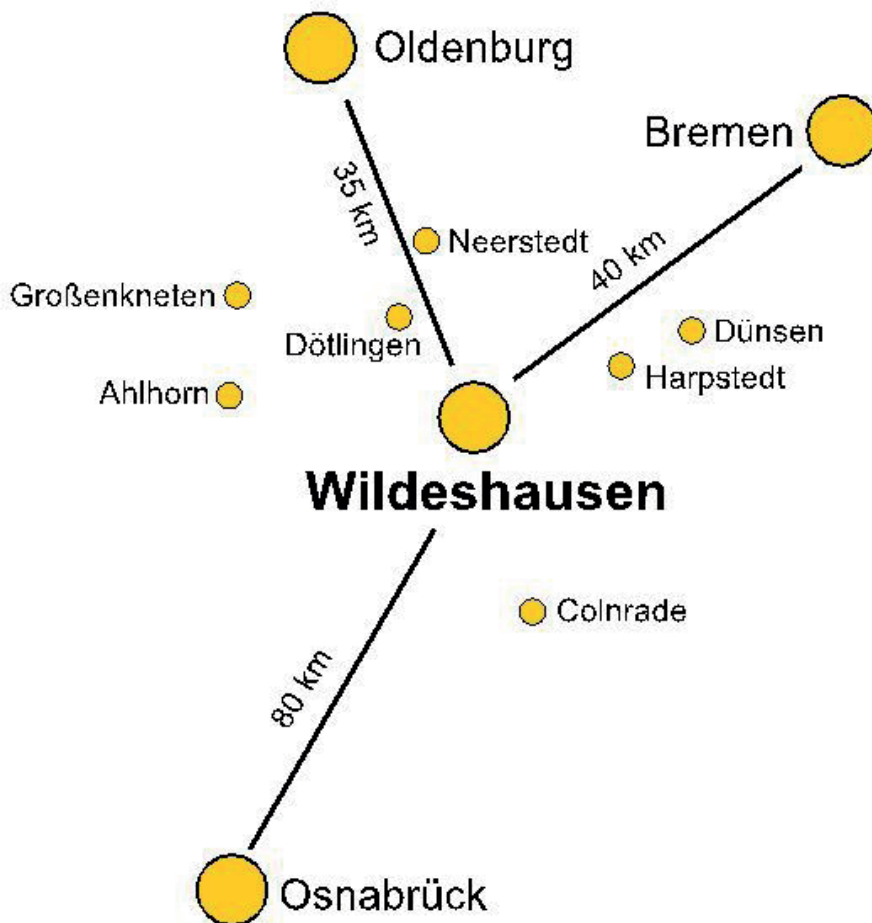 Oldenburg
Bremen
35 km
Neerstedt
40 km
Großenkneten
Dötlingen
Dünsen
Harpstedt
Ahlhorn
Wildeshausen
Colnrade
80 km
Osnabrück